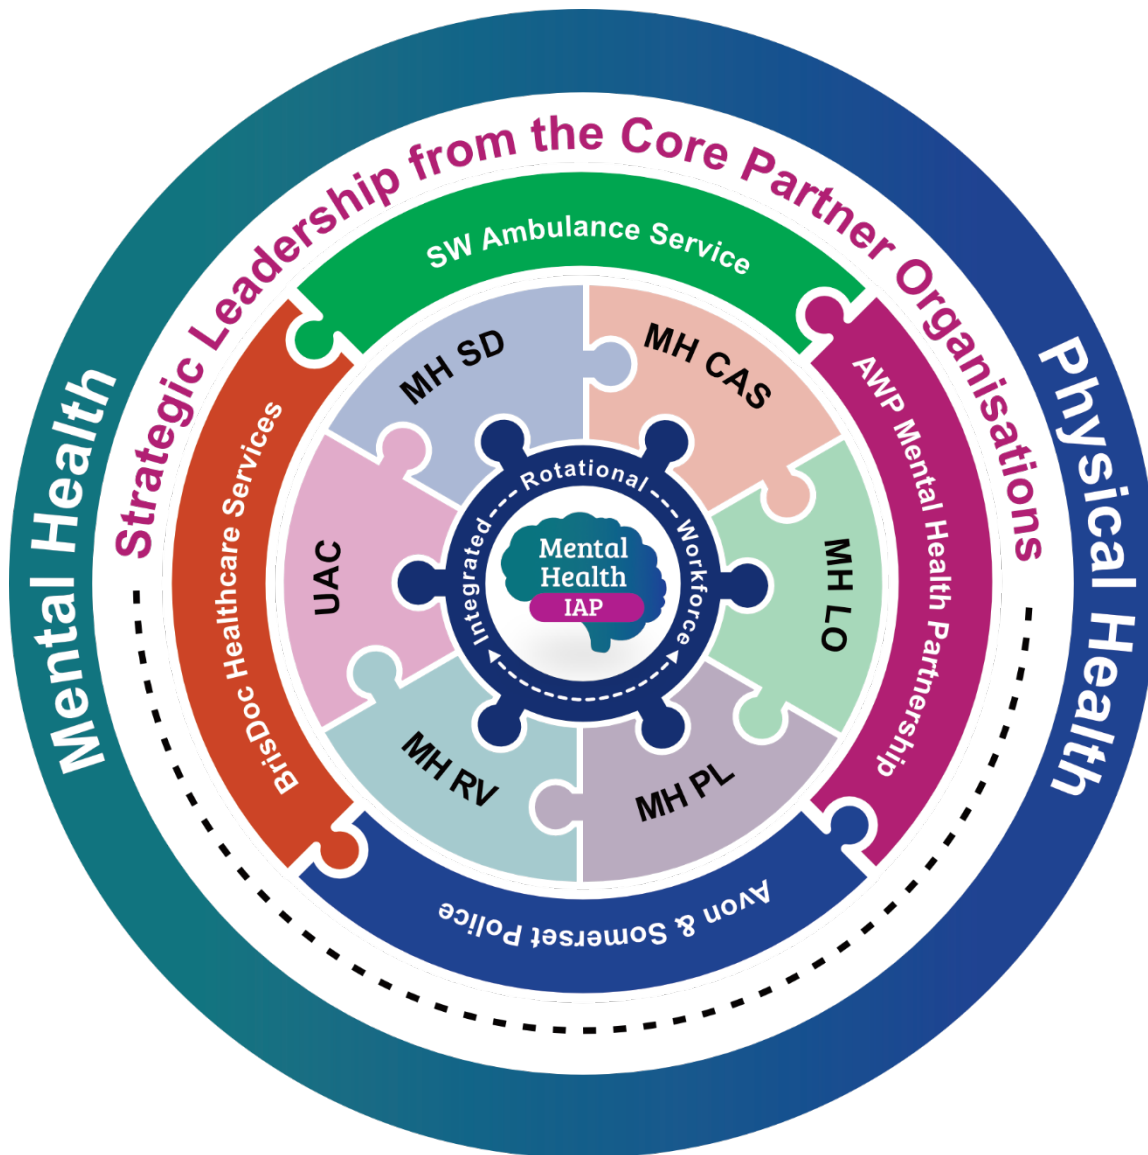 Mental Health
Physical Health
Strategic Leadership from the Core Partner Organisations
SW Ambulance Service
AWP Mental Health Partnership
Avon & Somerset Police
BrisDoc Healthcare Services
MH SD
MH CAS
MH LO
MH PL
MH RV
UAC
Integrated Rotational Workforce
Mental
Health
IAP